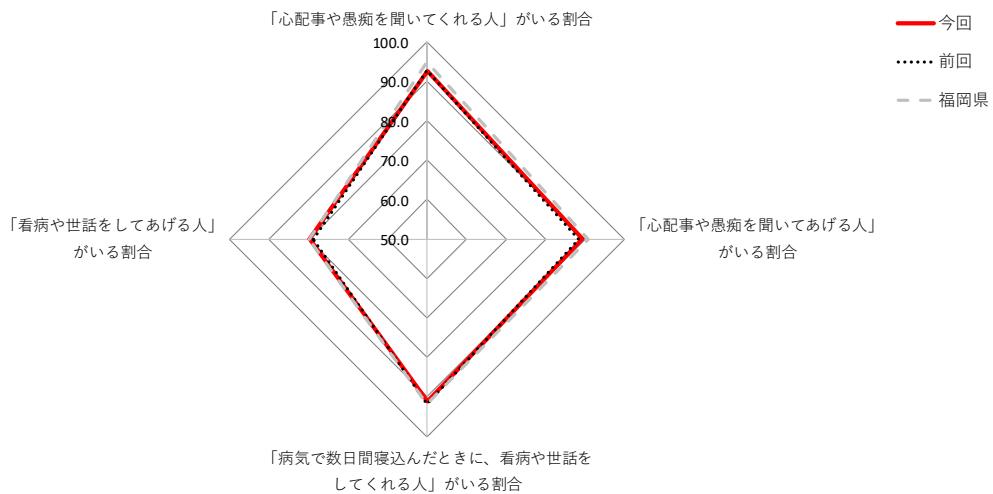 「心配事や愚痴を聞いてくれる人」がいる割合
今回
前回
福岡県
100.0
90.0
80.0
70.0
60.0
50.0
「看病や世話をしてあげる人」
がいる割合
「心配事や愚痴を聞いてあげる人」
がいる割合
「病気で数日間寝込んだときに、看病や世話を
してくれる人」がいる割合